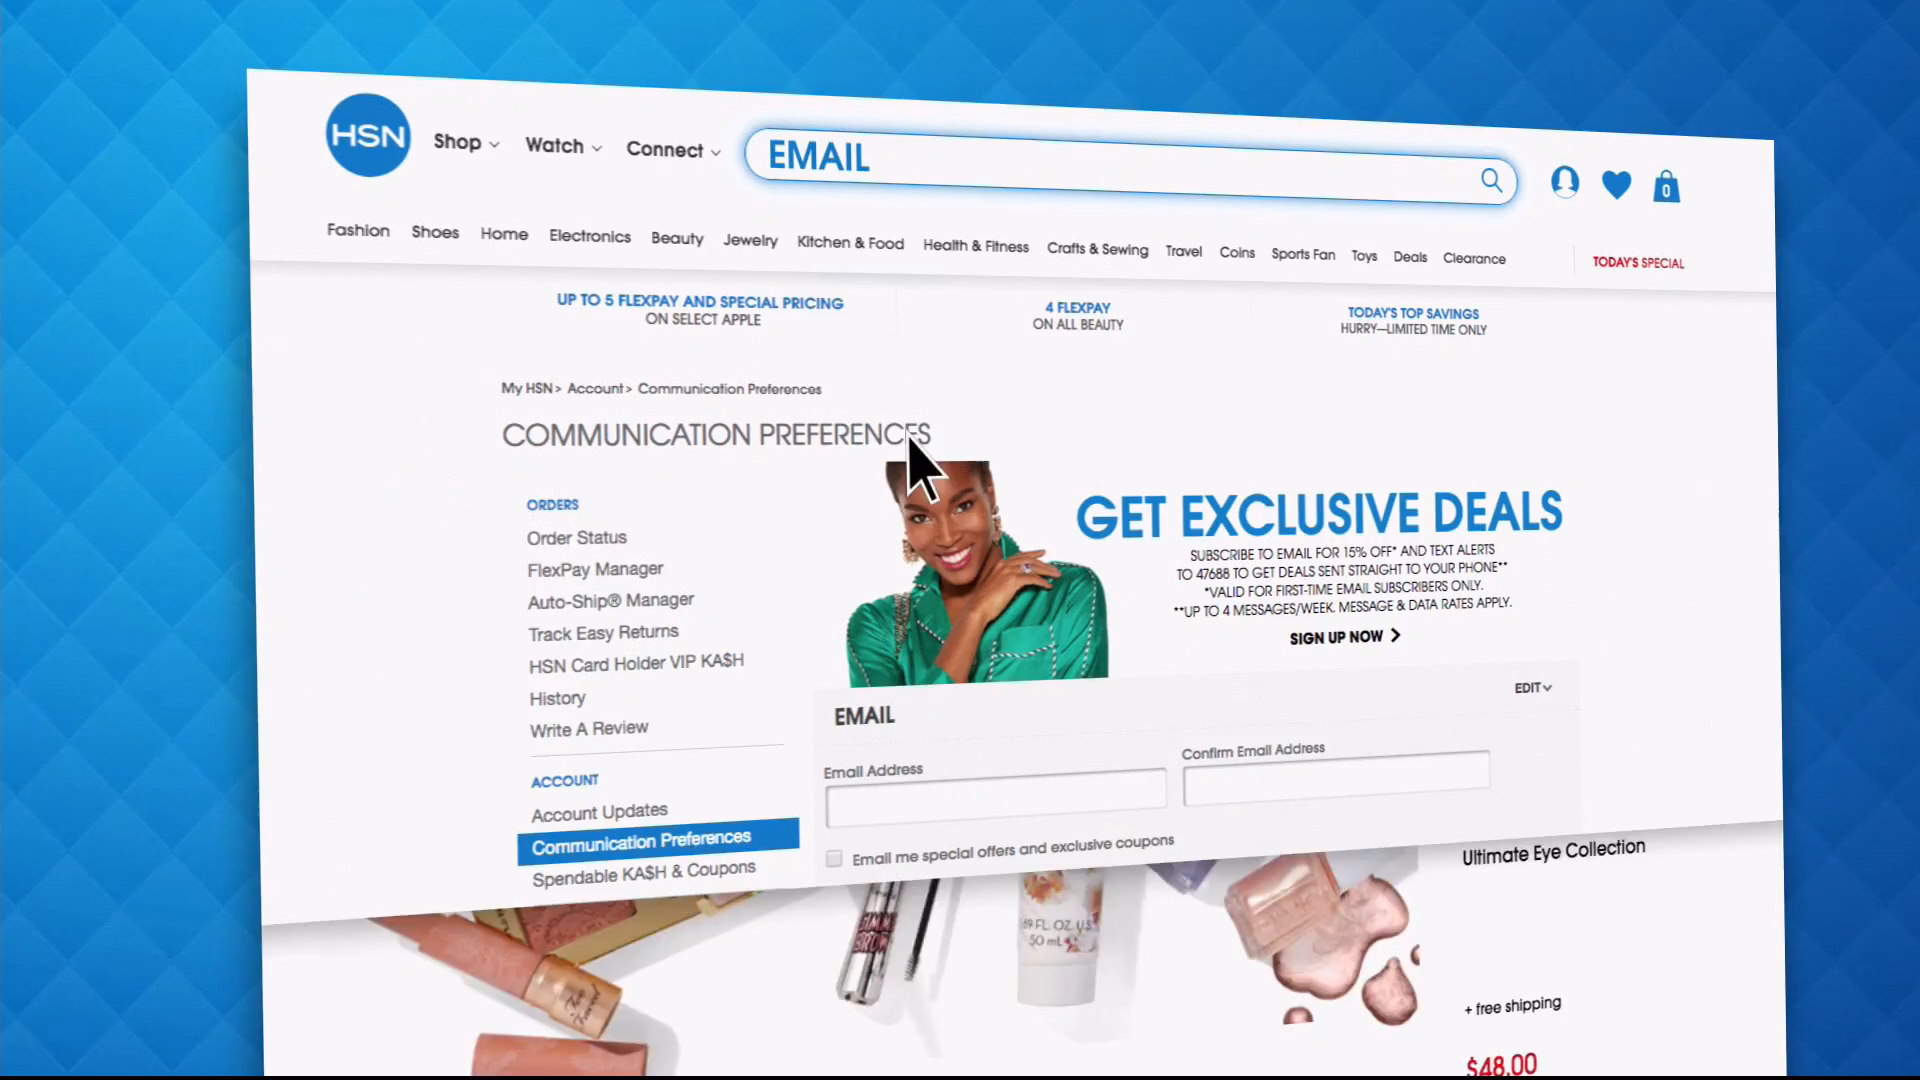 HSN
Shop
Watch
Connect
EMAIL
0
Fashion
Shoes
Home
Electronics
Beauty
Jewelry
Kitchen & Food
Health & Fitness
Crafts & Sewing
Travel
Coins
Sports Fan
Toys
Deals
Clearance
TODAY'S SPECIAL
UP TO 5 FLEXPAY AND SPECIAL PRICING
ON SELECT APPLE
4 FLEXPAY
ON ALL BEAUTY
TODAY'S TOP SAVINGS
HURRY—LIMITED TIME ONLY
My HSN> Account> Communication Preferences
COMMUNICATION PREFERENCES
ORDERS
Order Status
FlexPay Manager
Auto-Ship® Manager
Track Easy Returns
HSN Card Holder VIP KA$H
History
Write A Review
ACCOUNT
Account Updates
Communication Preferences
Spendable KA$H & Coupons
GET EXCLUSIVE DEALS
SUBSCRIBE TO EMAIL FOR 15% OFF* AND TEXT ALERTS
TO 47688 TO GET DEALS SENT STRAIGHT TO YOUR PHONE**
*VALID FOR FIRST-TIME EMAIL SUBSCRIBERS ONLY.
**UP TO 4 MESSAGES/WEEK. MESSAGE & DATA RATES APPLY.
SIGN UP NOW >
EDIT
EMAIL
Email Address
Confirm Email Address
Email me special offers and exclusive coupons
Ultimate Eye Collection
FL. OZ. U.S.
50 mL
+ free shipping
$48.00